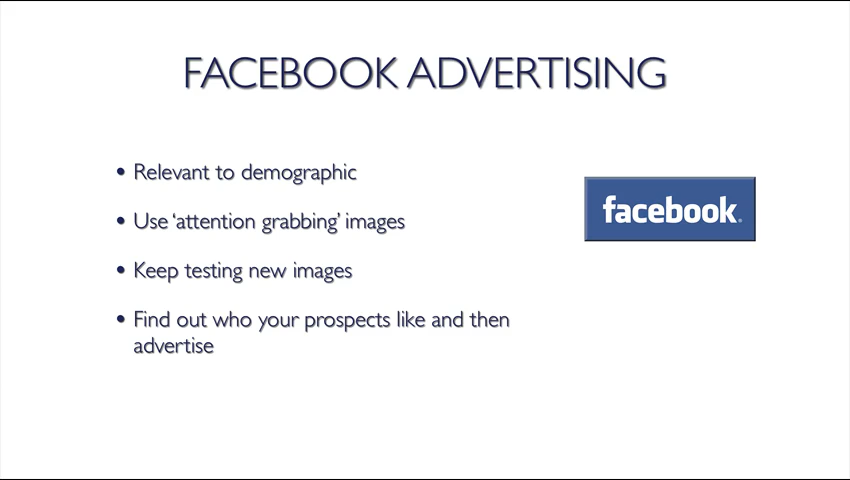 FACEBOOK ADVERTISING
• Relevant to demographic
• Use ‘attention grabbing’ images
• Keep testing new images
• Find out who your prospects like and then
advertise
facebook.